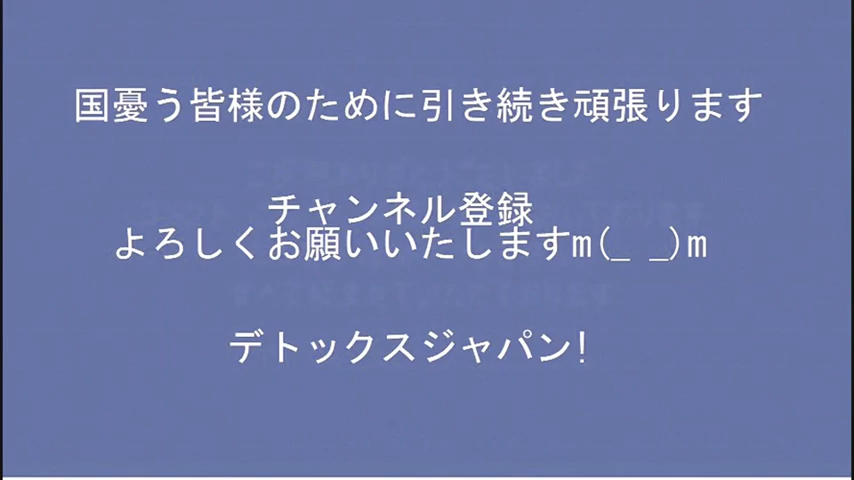 国憂う皆様のために引き続き頑張ります
チャンネル登録
よろしくお願いいたしますm(_ _)m
デトックスジャパン!